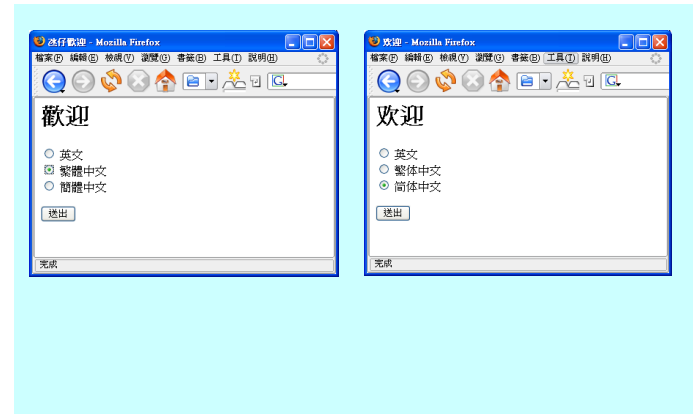 歡迎 - Mozilla Firefox
檔案(F) 編輯(E) 檢視(V) 瀏覽(G) 書籤(B) 工具(T) 說明(H)
G
歡迎
英文
繁體中文
簡體中文
送出
完成
欢迎 - Mozilla Firefox
檔案(F) 編輯(E) 檢視(V) 瀏覽(G) 書籤(B) 工具(T) 說明(H)
G
欢迎
英文
繁体中文
简体中文
送出
完成